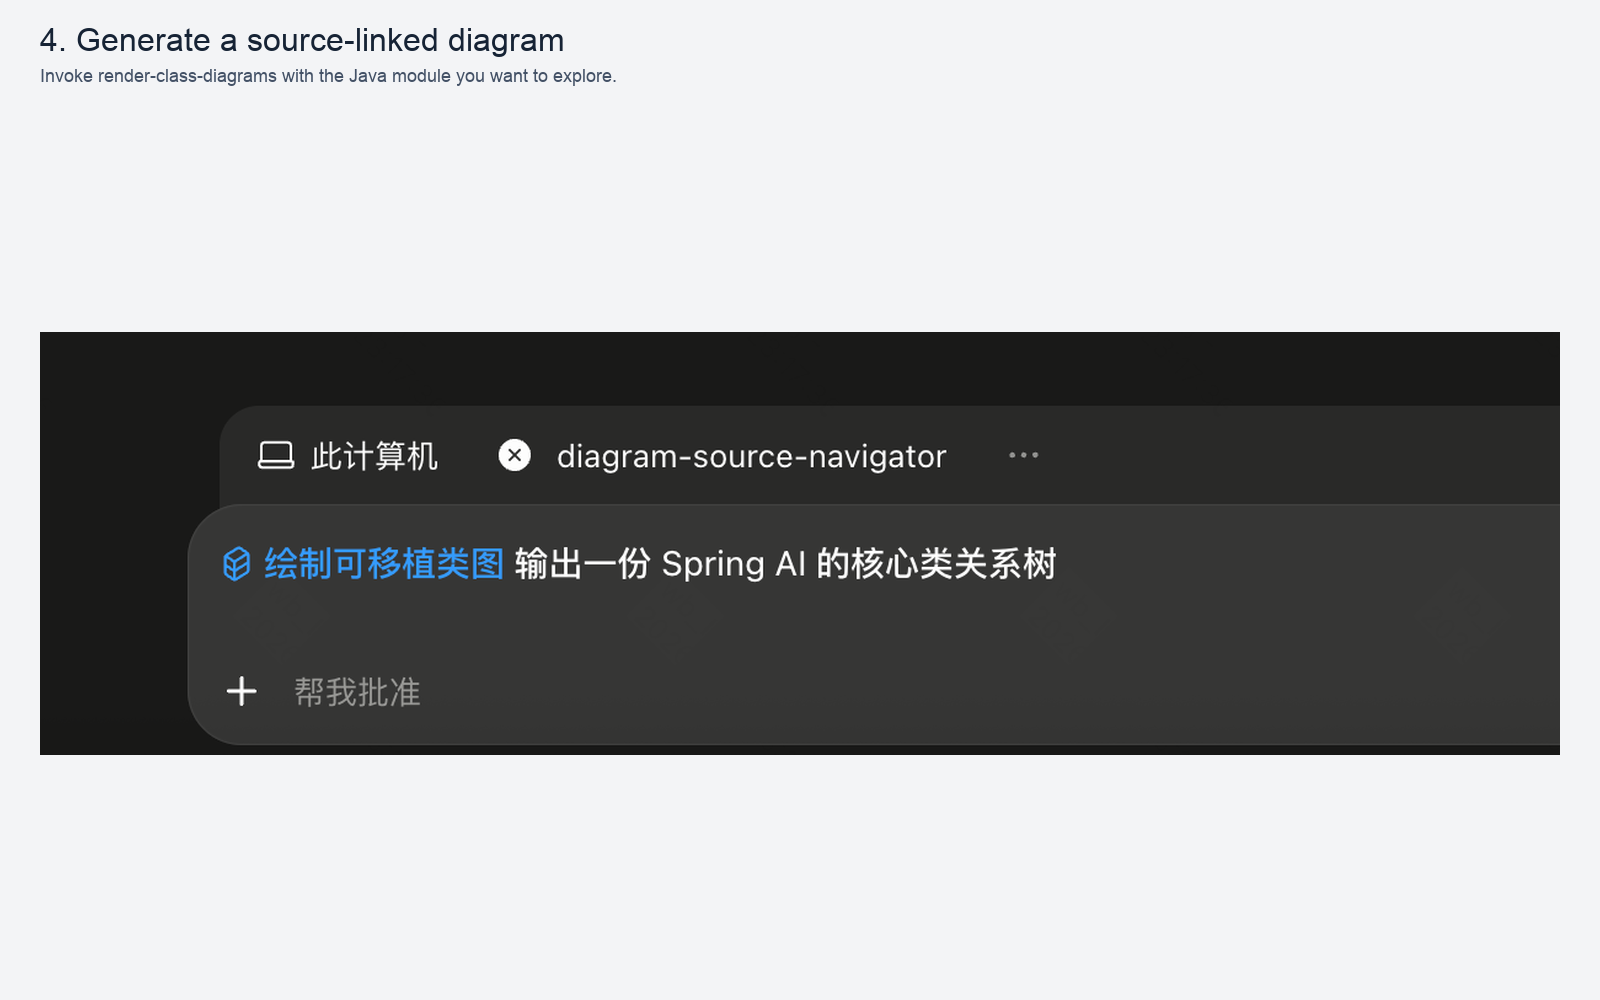 4. Generate a source-linked diagram
Invoke render-class-diagrams with the Java module you want to explore.
此计算机 diagram-source-navigator ···
绘制可移植类图 输出一份 Spring AI 的核心类关系树
帮我批准